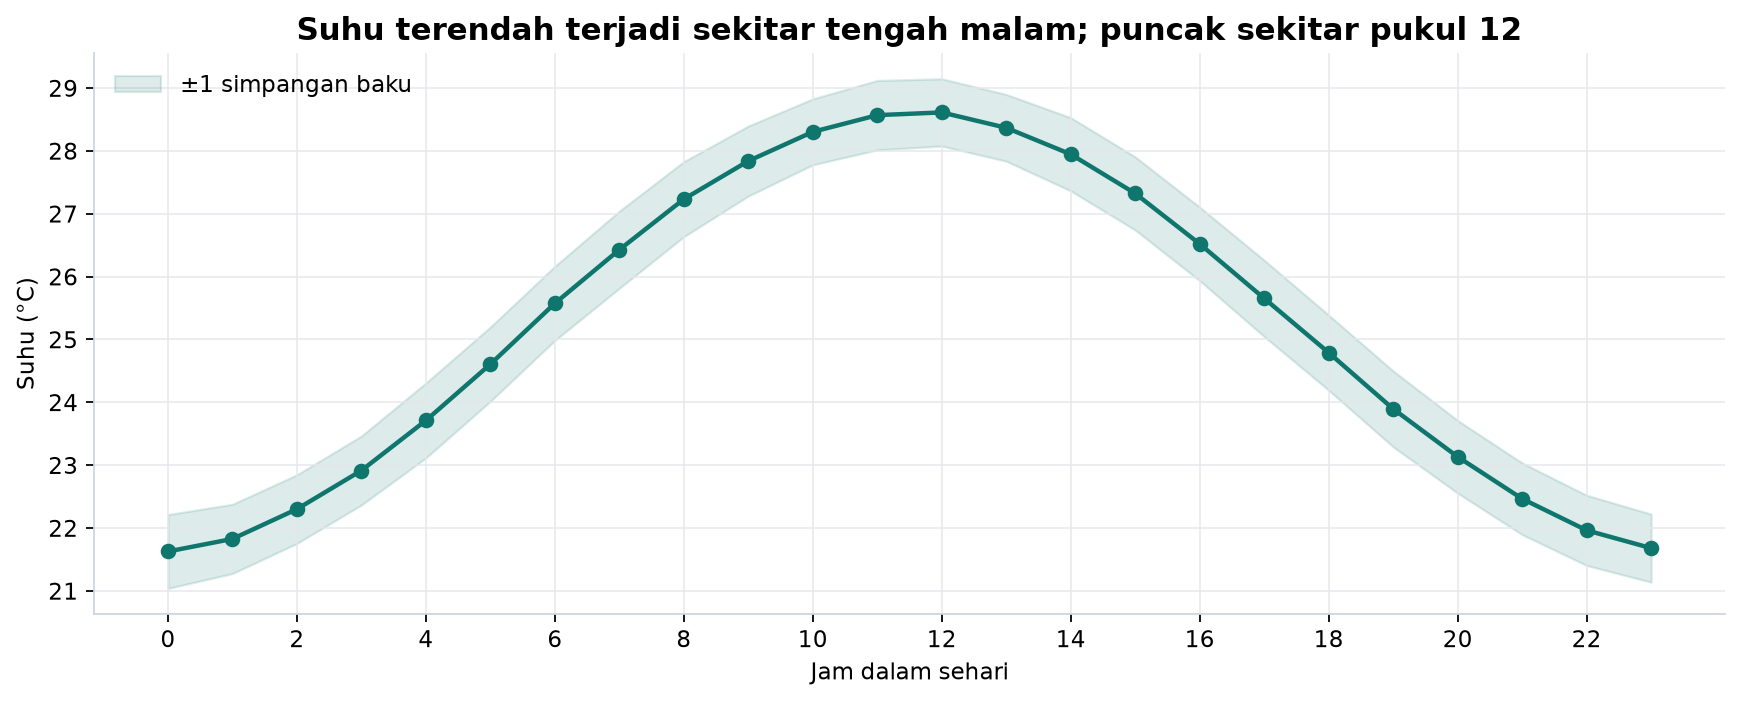 Suhu terendah terjadi sekitar tengah malam; puncak sekitar pukul 12
±1 simpangan baku
29
28
27
26
25
24
23
22
21
Suhu (°C)
0 2 4 6 8 10 12 14 16 18 20 22
Jam dalam sehari